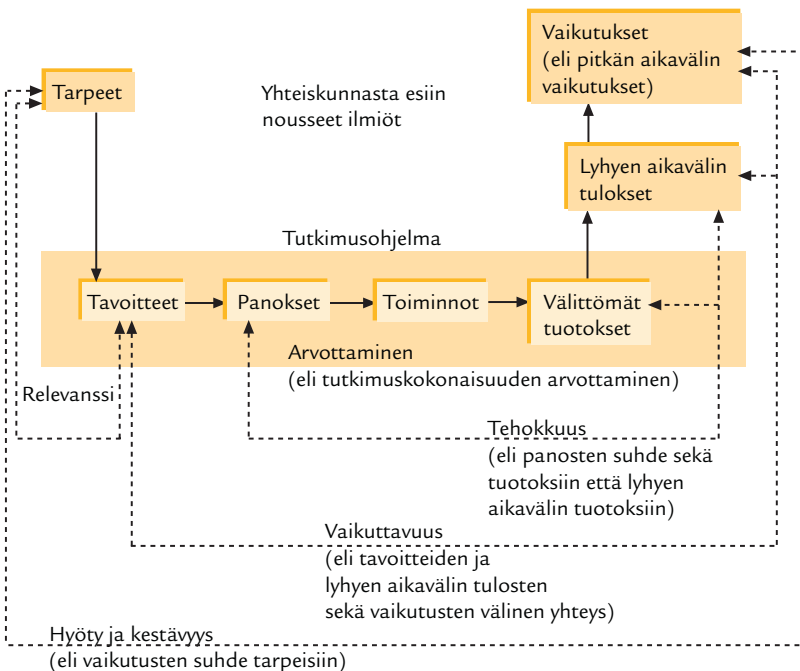 Vaikutukset
(eli pitkän aikavälin
vaikutukset)
Tarpeet
Yhteiskunnasta esiin
nousseet ilmiöt
Lyhyen aikavälin
tulokset
Tutkimusohjelma
Tavoitteet
Panokset
Toiminnot
Välittömät
tuotokset
Arvottaminen
(eli tutkimuskokonaisuuden arvottaminen)
Relevanssi
Tehokkuus
(eli panosten suhde sekä
tuotoksiin että lyhyen
aikavälin tuotoksiin)
Vaikuttavuus
(eli tavoitteiden ja
lyhyen aikavälin tulosten
sekä vaikutusten välinen yhteys)
Hyöty ja kestävyys
(eli vaikutusten suhde tarpeisiin)